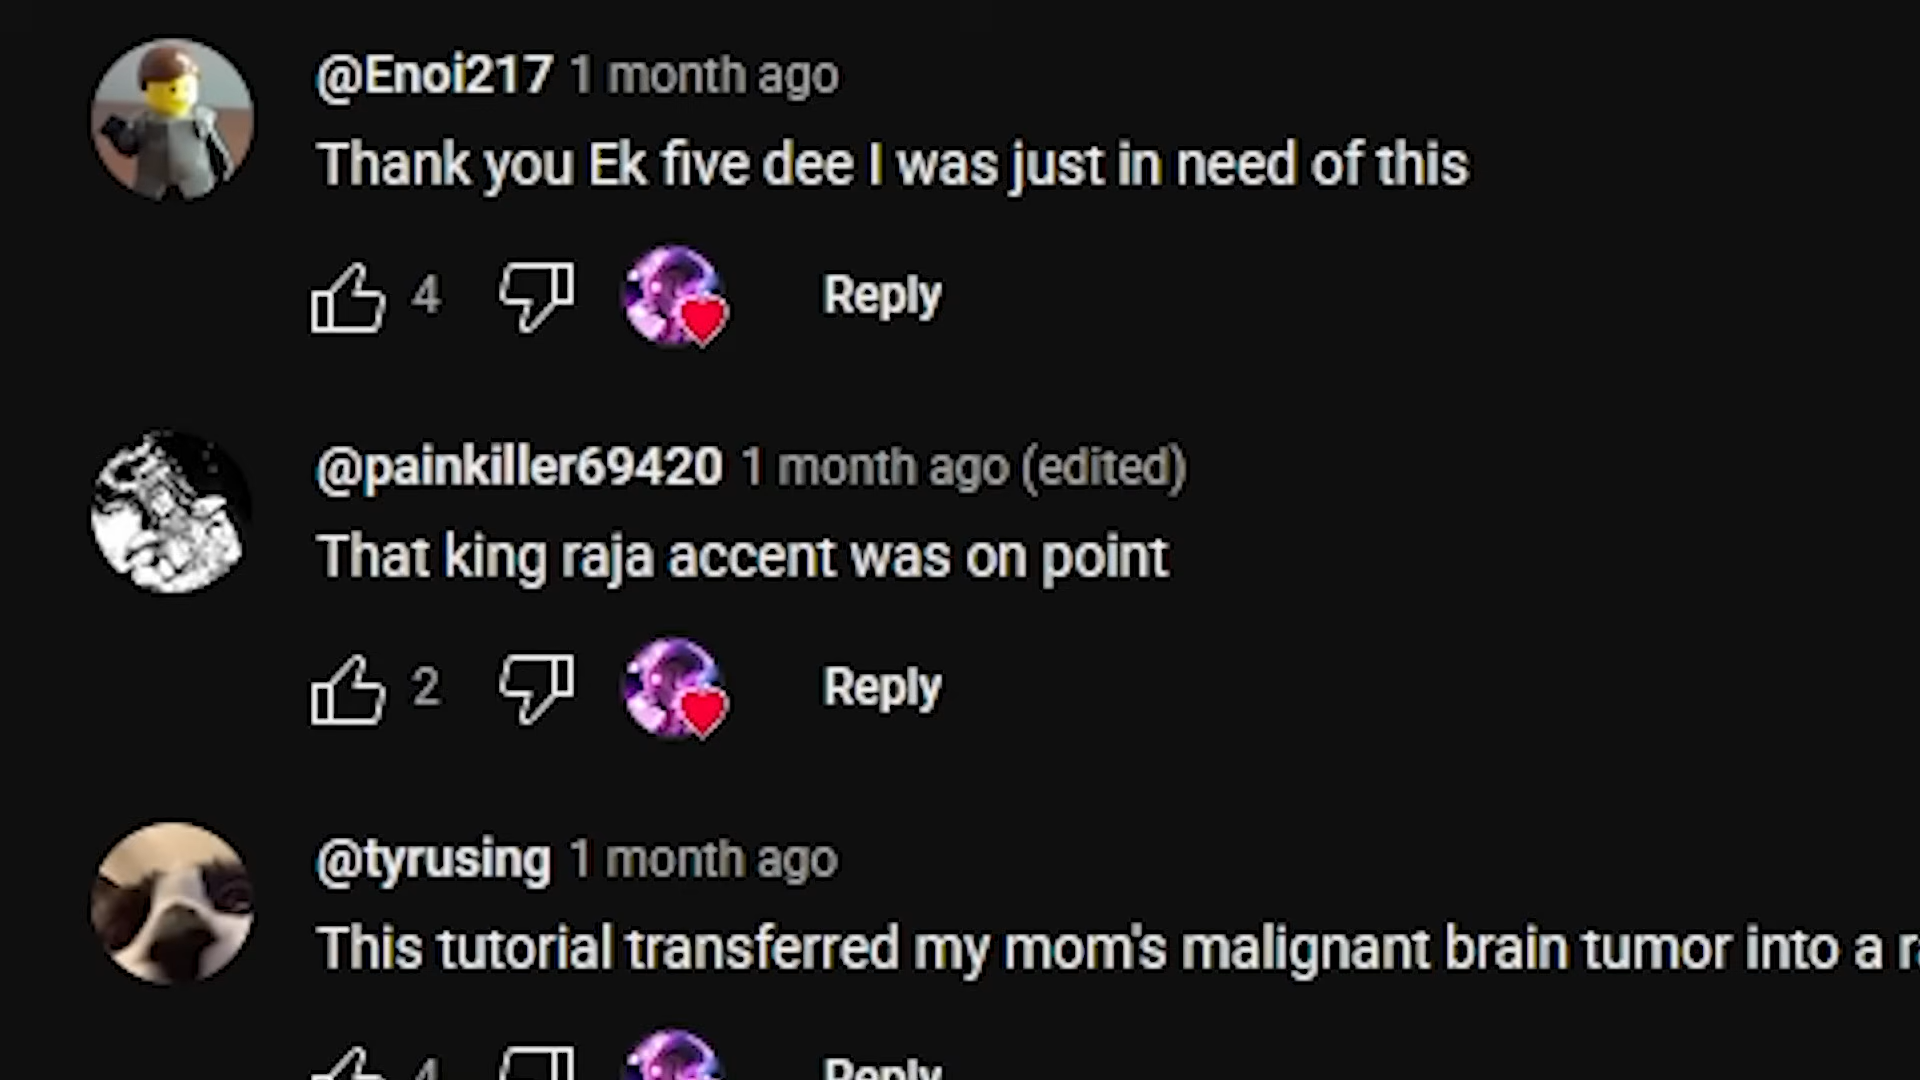 @Enoi217 1 month ago
Thank you Ek five dee I was just in need of this
4 Reply
@painkiller69420 1 month ago (edited)
That king raja accent was on point
2 Reply
@tyrusing 1 month ago
This tutorial transferred my mom's malignant brain tumor into a
4 Reply